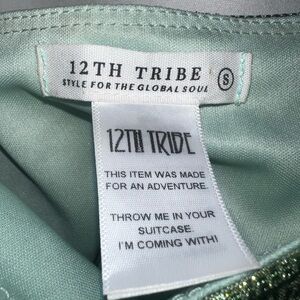 12TH TRIBE S
STYLE FOR THE GLOBAL SOUL
12TH TRIBE
THIS ITEM WAS MADE
FOR AN ADVENTURE.
THROW ME IN YOUR
SUITCASE.
I'M COMING WITH!